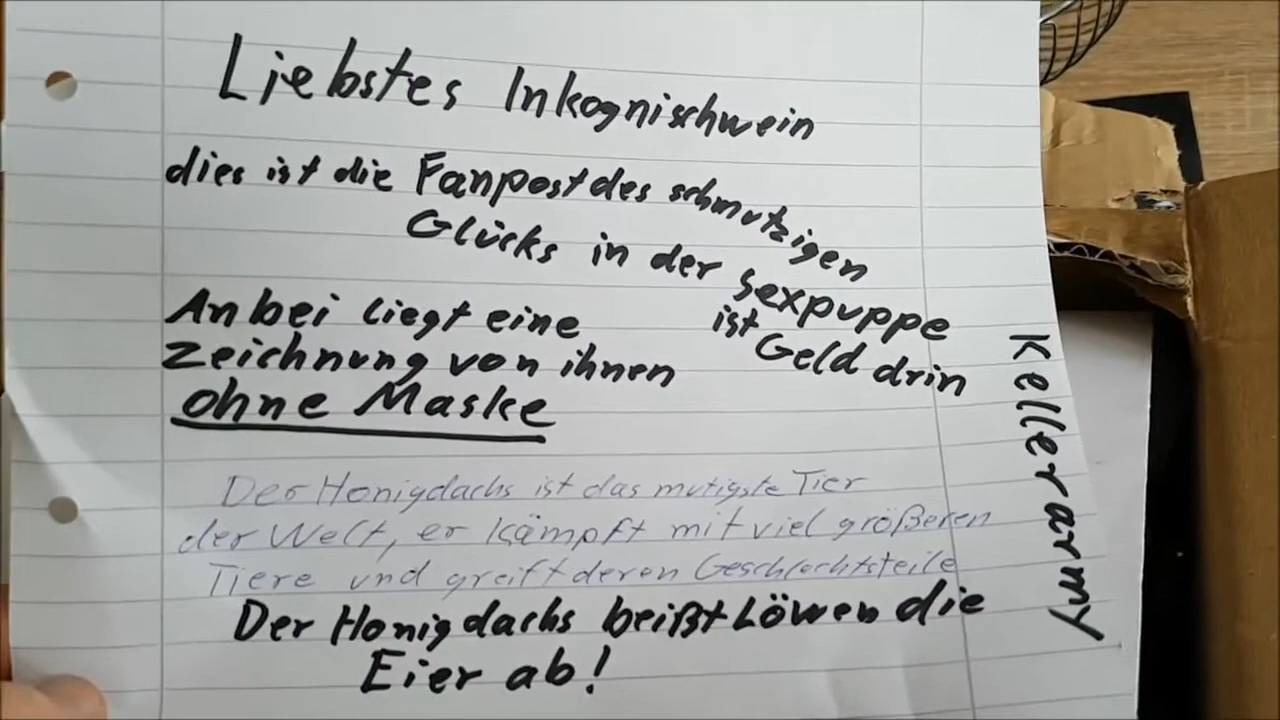 Liebstes Inkognischwein
dies ist die Fanpost des schmutzigen
Glücks in der sexpuppe
ist Geld drin
Anbei liegt eine
Zeichnung von ihnen
ohne Maske
Der Honigdachs ist das mutigste Tier
der Welt, er kämpft mit viel größeren
Tiere und greift deren Geschlechtsteile
Der Honigdachs beißt Löwen die
Eier ab!
Kellerarmy